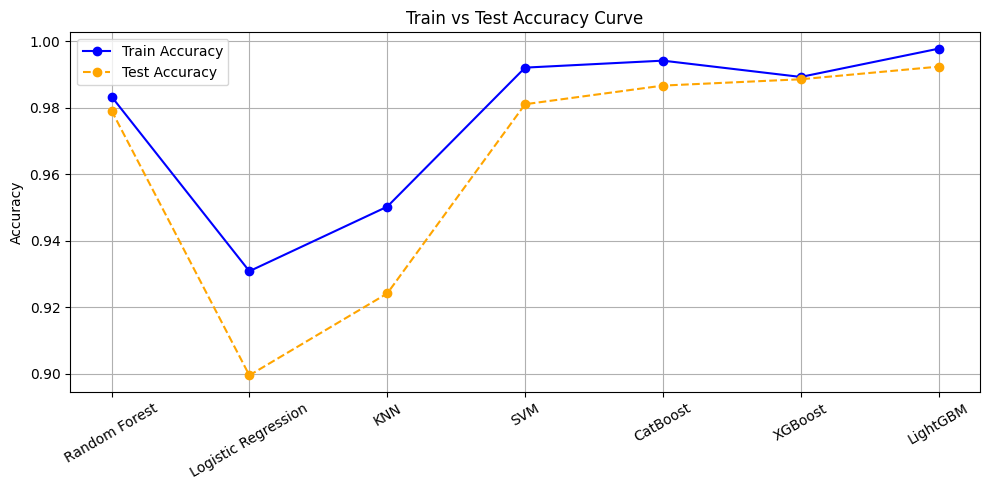 Train vs Test Accuracy Curve
Train Accuracy
Test Accuracy
Accuracy
1.00
0.98
0.96
0.94
0.92
0.90
Random Forest
Logistic Regression
KNN
SVM
CatBoost
XGBoost
LightGBM